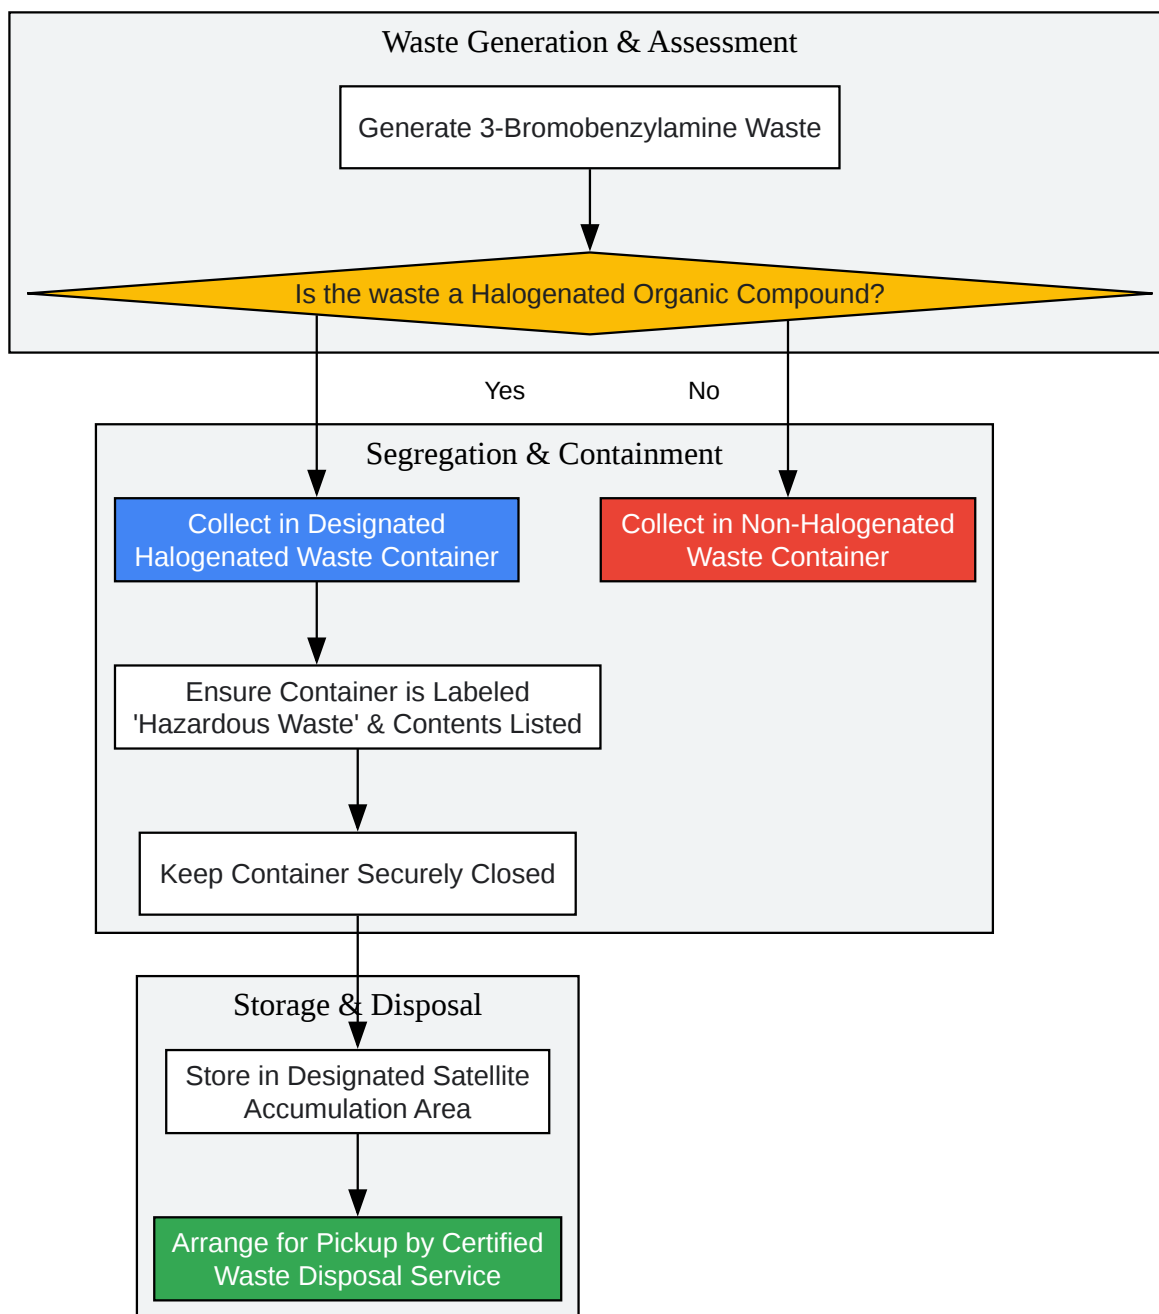 Waste Generation & Assessment
Generate 3-Bromobenzylamine Waste
Is the waste a Halogenated Organic Compound?
Yes
No
Segregation & Containment
Collect in Designated
Halogenated Waste Container
Collect in Non-Halogenated
Waste Container
Ensure Container is Labeled
'Hazardous Waste' & Contents Listed
Keep Container Securely Closed
Storage & Disposal
Store in Designated Satellite
Accumulation Area
Arrange for Pickup by Certified
Waste Disposal Service